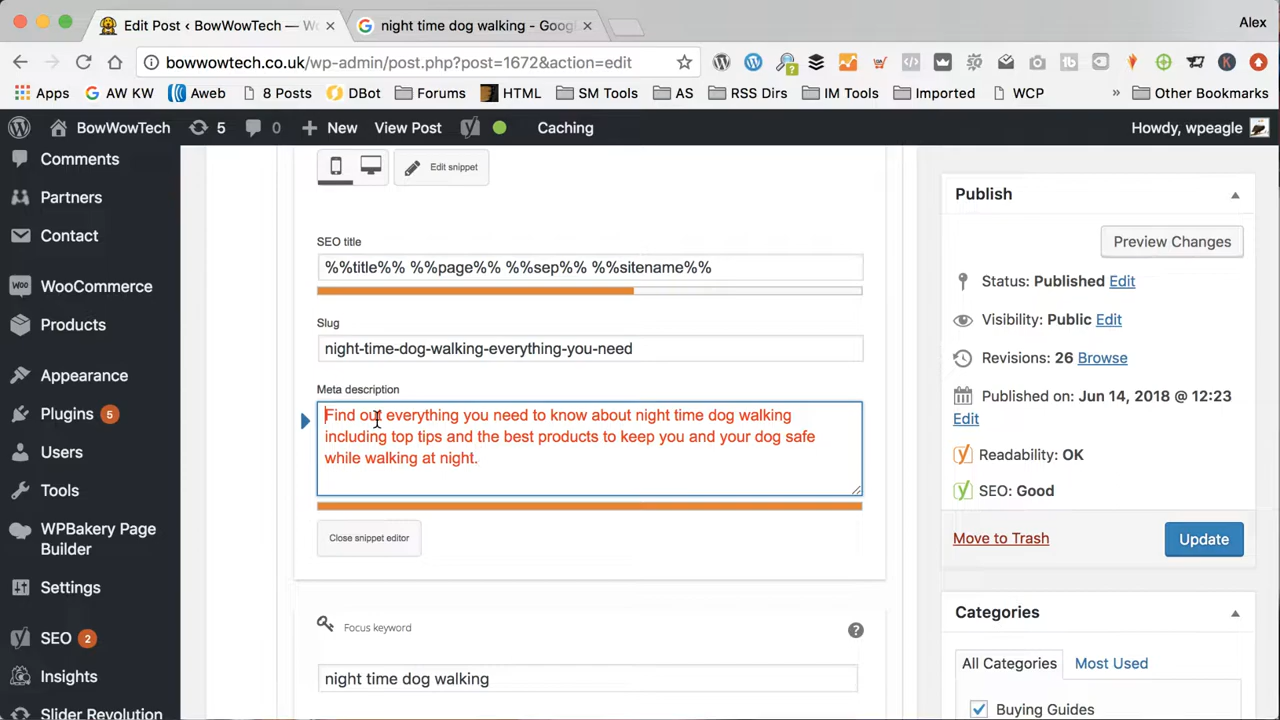 Edit Post ‹ BowWowTech — Wo
night time dog walking - Googl
Alex
bowwowtech.co.uk/wp-admin/post.php?post=1672&action=edit
Apps
AW KW
Aweb
8 Posts
DBot
Forums
HTML
SM Tools
AS
RSS Dirs
IM Tools
Imported
WCP
»
Other Bookmarks
BowWowTech
5
0
New
View Post
Caching
Howdy, wpeagle
Comments
Partners
Contact
WooCommerce
Products
Appearance
Plugins 5
Users
Tools
WPBakery Page
Builder
Settings
SEO 2
Insights
Slider Revolution
Edit snippet
SEO title
%%title%% %%page%% %%sep%% %%sitename%%
Slug
night-time-dog-walking-everything-you-need
Meta description
Find out everything you need to know about night time dog walking
including top tips and the best products to keep you and your dog safe
while walking at night.
Close snippet editor
Focus keyword
?
night time dog walking
Publish
Preview Changes
Status: Published Edit
Visibility: Public Edit
Revisions: 26 Browse
Published on: Jun 14, 2018 @ 12:23
Edit
Readability: OK
SEO: Good
Move to Trash
Update
Categories
All Categories
Most Used
Buying Guides